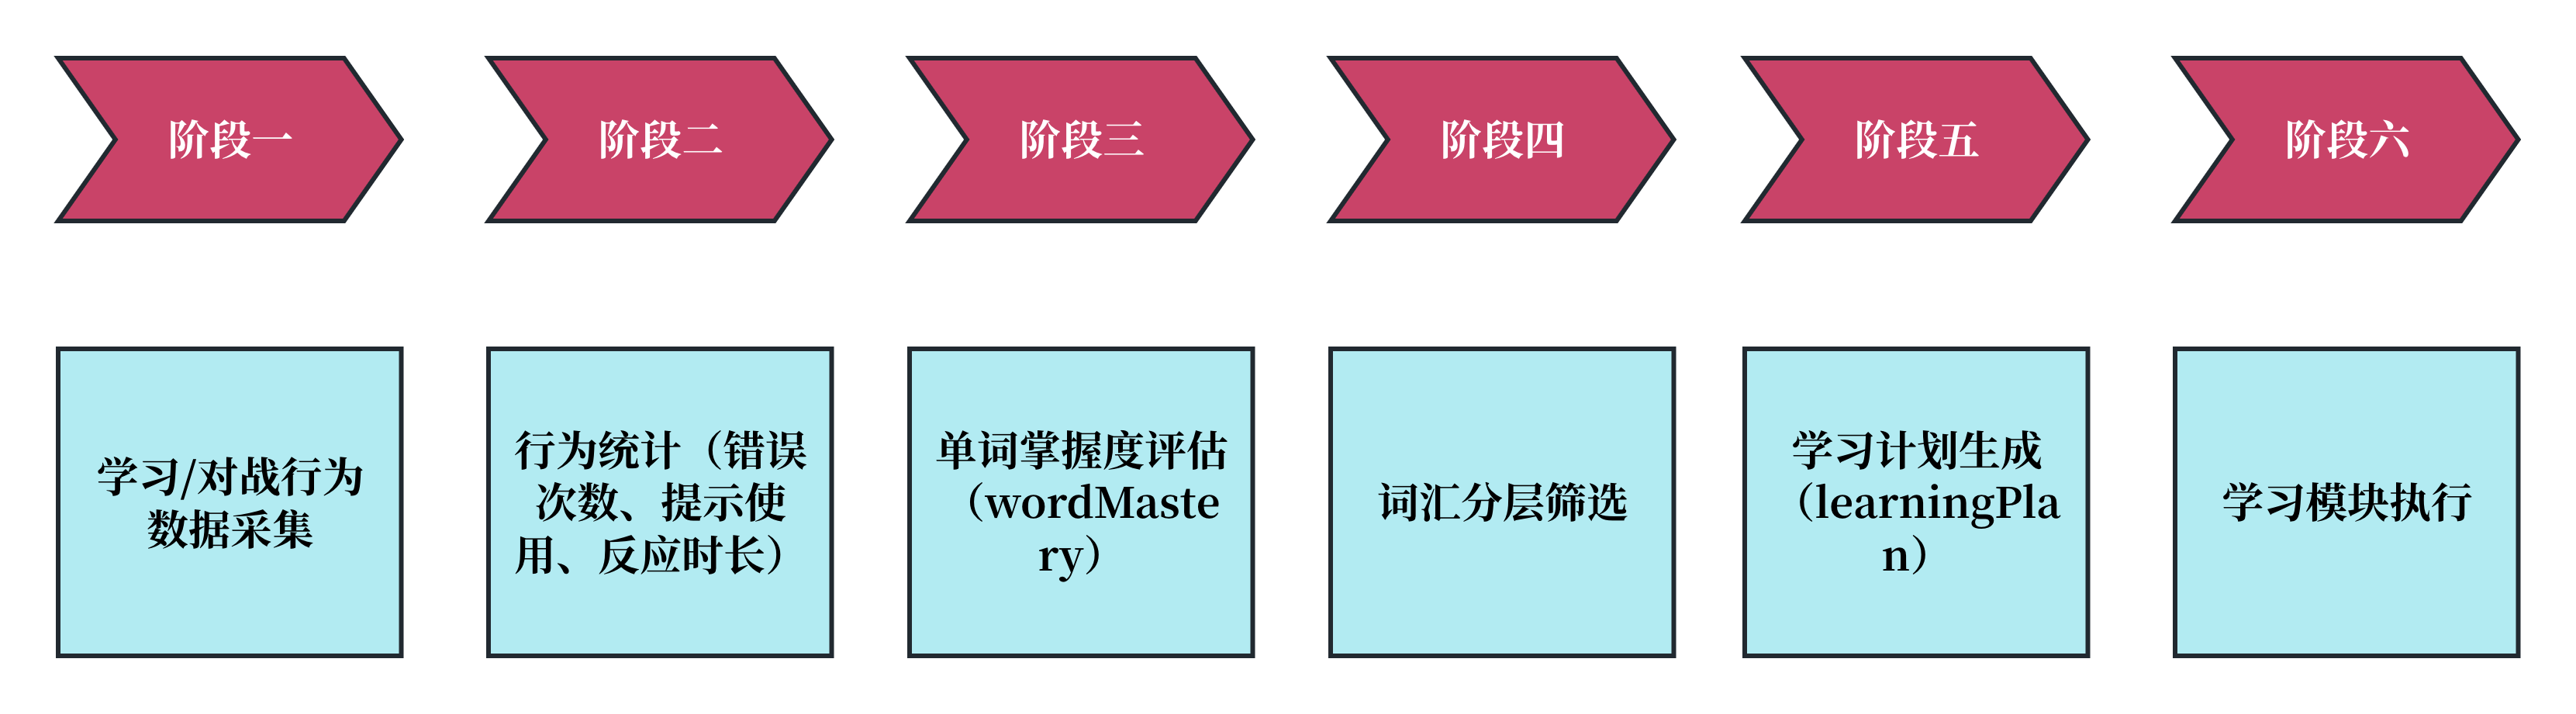 阶段一
阶段二
阶段三
阶段四
阶段五
阶段六
学习/对战行为
数据采集
行为统计（错误
次数、提示使
用、反应时长）
单词掌握度评估
（wordMaste
ry）
词汇分层筛选
学习计划生成
（learningPla
n）
学习模块执行